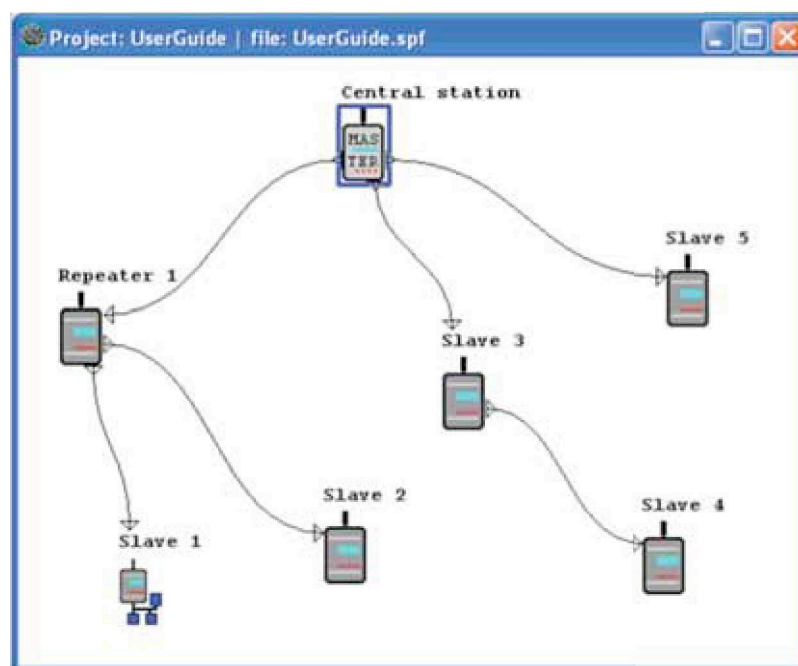 Project: UserGuide | file: UserGuide.spf
Central station
MAS
TER
Slave 5
Repeater 1
Slave 3
Slave 2
Slave 4
Slave 1